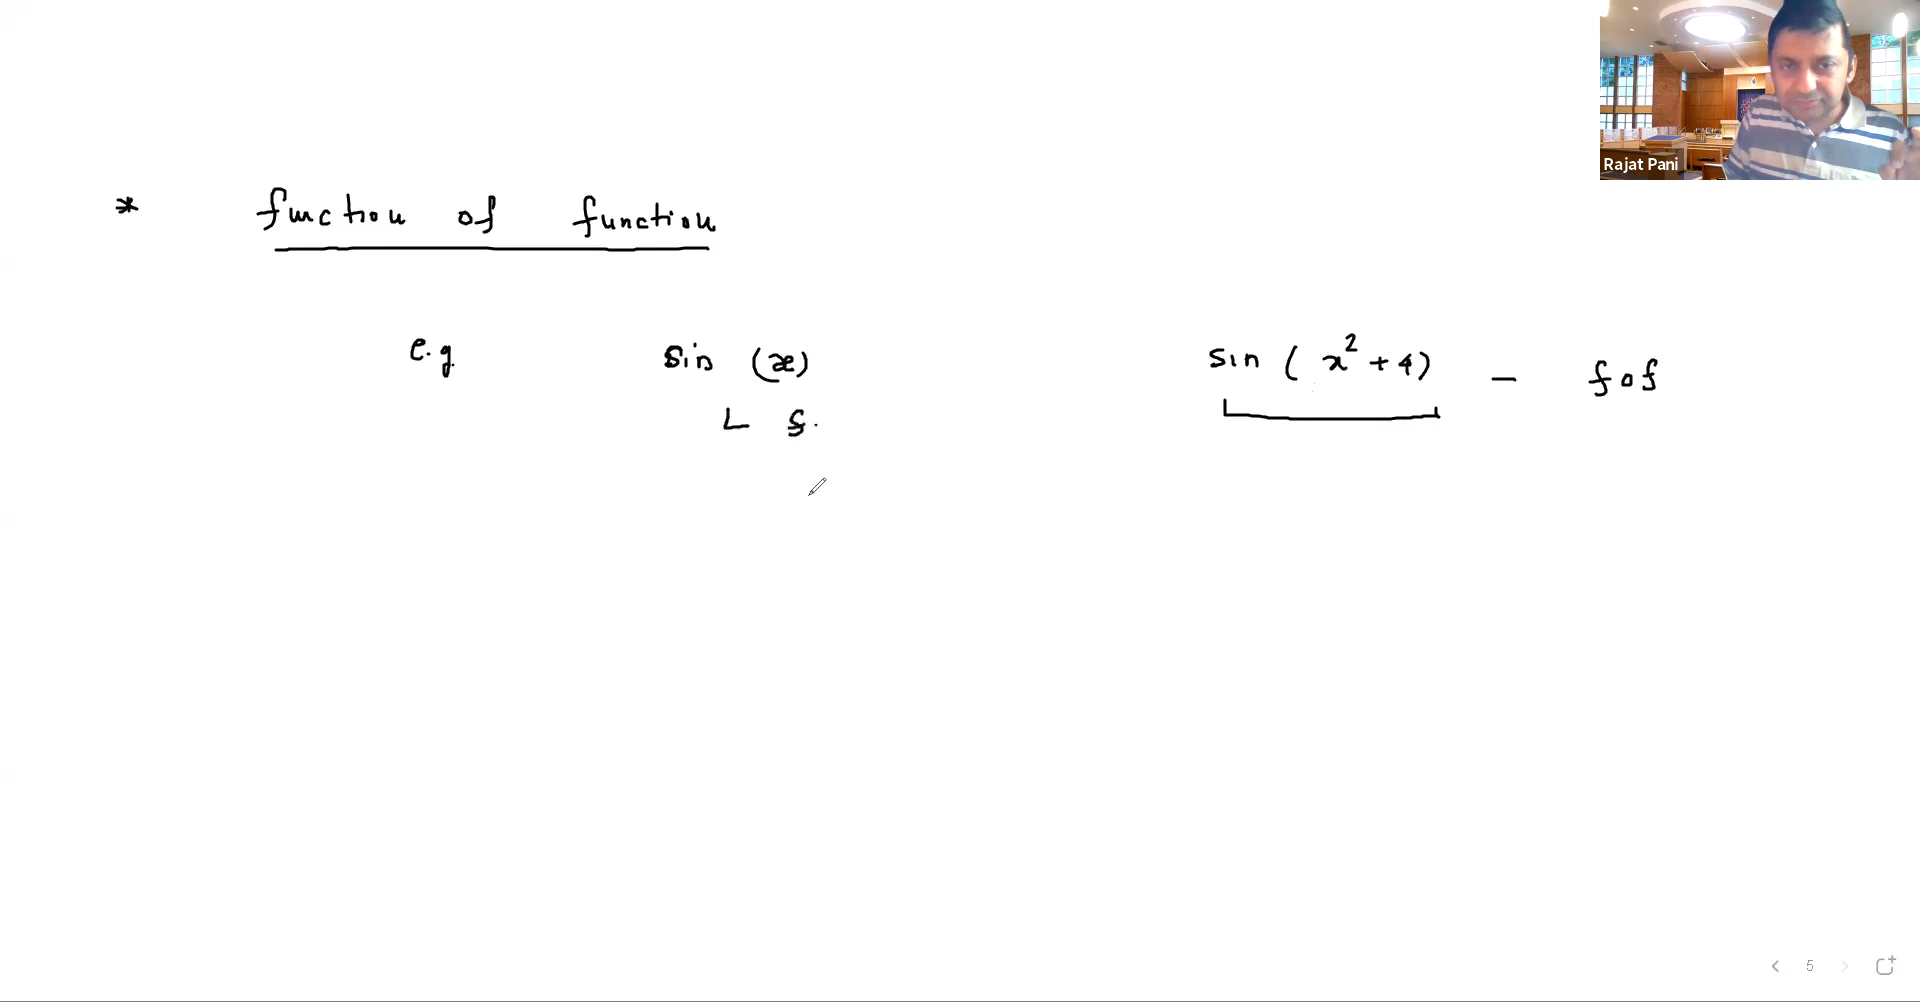 Rajat Pani
* function of function
e.g. sin (x) sin ( x² + 4) – fof
L f.
5